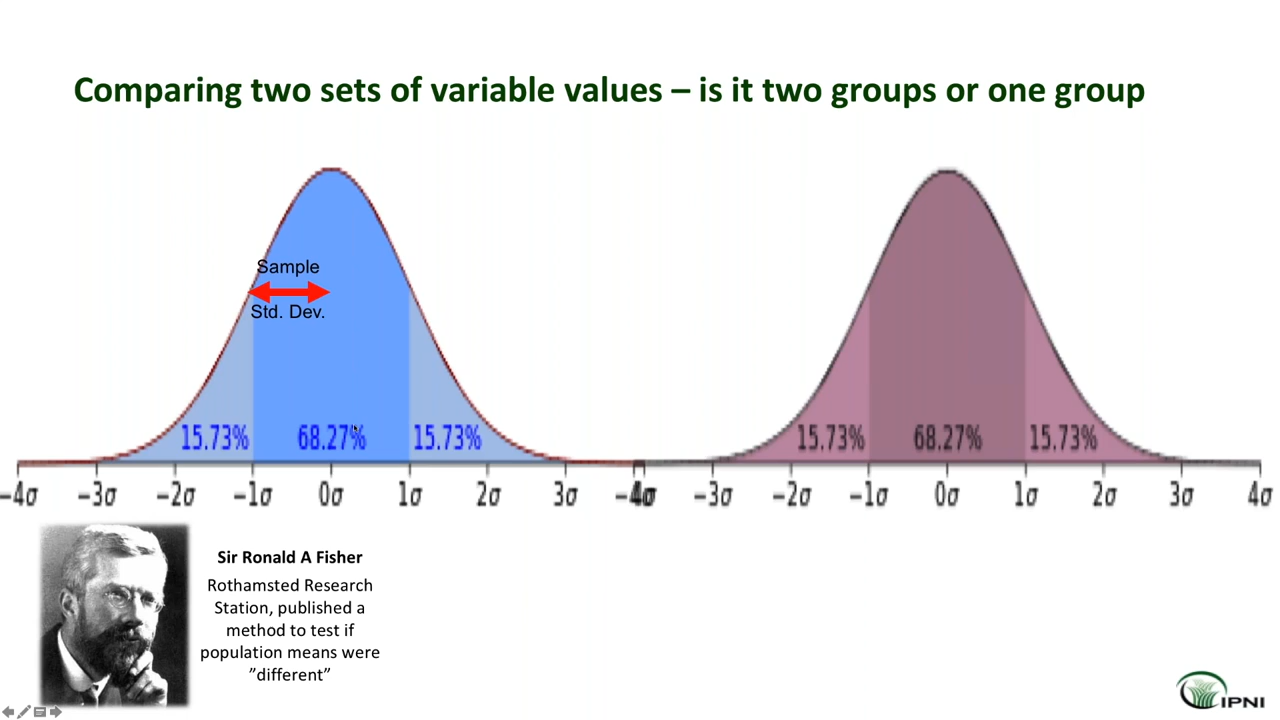 Comparing two sets of variable values – is it two groups or one group
Sample
Std. Dev.
15.73% 68.27% 15.73%
15.73% 68.27% 15.73%
−4σ −3σ −2σ −1σ 0σ 1σ 2σ 3σ
−3σ −2σ −1σ 0σ 1σ 2σ 3σ 4σ
Sir Ronald A Fisher
Rothamsted Research
Station, published a
method to test if
population means were
”different”
IPNI